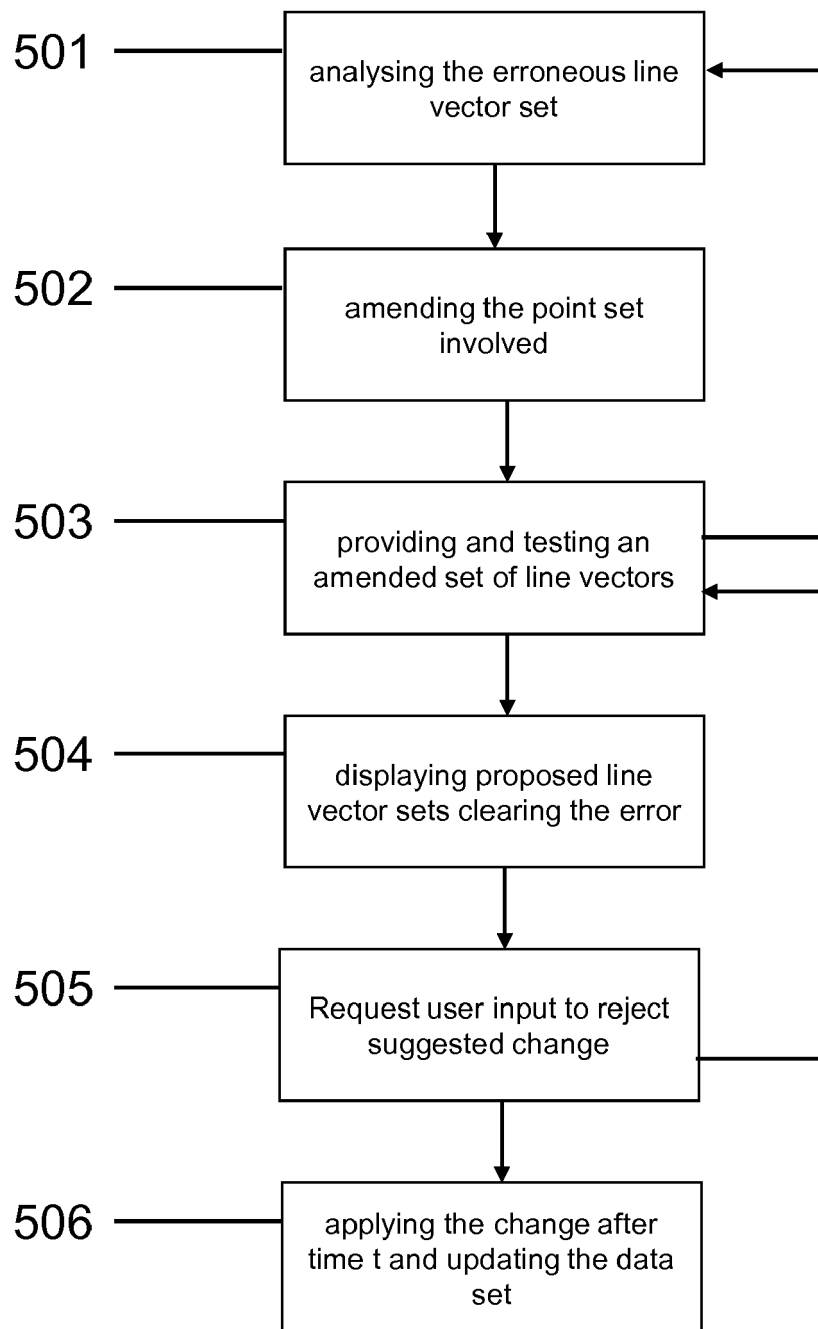 501
analysing the erroneous line
vector set
502
amending the point set
involved
503
providing and testing an
amended set of line vectors
504
displaying proposed line
vector sets clearing the error
505
Request user input to reject
suggested change
506
applying the change after
time t and updating the data
set